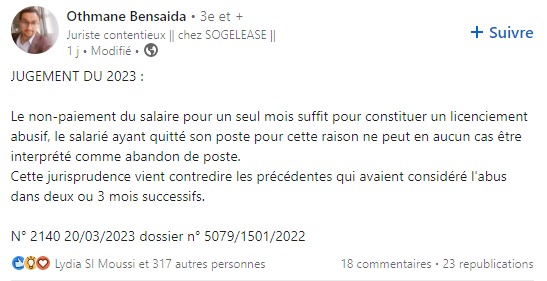 Othmane Bensaida • 3e et +
Juriste contentieux || chez SOGELEASE ||
1 j • Modifié •
+ Suivre
JUGEMENT DU 2023 :
Le non-paiement du salaire pour un seul mois suffit pour constituer un licenciement
abusif, le salarié ayant quitté son poste pour cette raison ne peut en aucun cas être
interprété comme abandon de poste.
Cette jurisprudence vient contredire les précédentes qui avaient considéré l'abus
dans deux ou 3 mois successifs.
N° 2140 20/03/2023 dossier n° 5079/1501/2022
Lydia SI Moussi et 317 autres personnes
18 commentaires • 23 republications